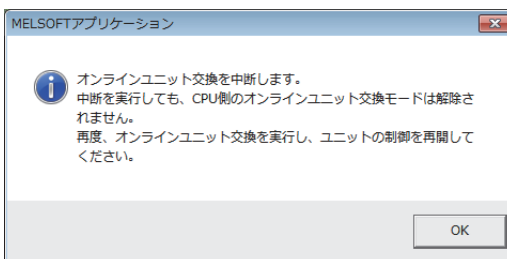 MELSOFTアプリケーション
オンラインユニット交換を中断します。
中断を実行しても、CPU側のオンラインユニット交換モードは解除さ
れません。
再度、オンラインユニット交換を実行し、ユニットの制御を再開して
ください。
OK